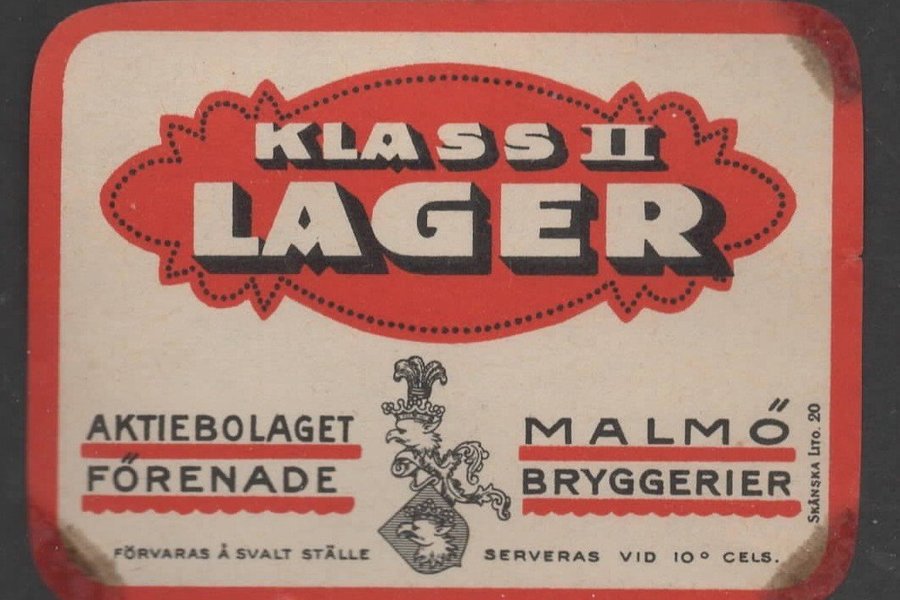 KLASS II
LAGER
AKTIEBOLAGET
FÖRENADE
MALMÖ
BRYGGERIER
FÖRVARAS Å SVALT STÄLLE
SERVERAS VID 10° CELS.
SKÅNSKA LITO. 20